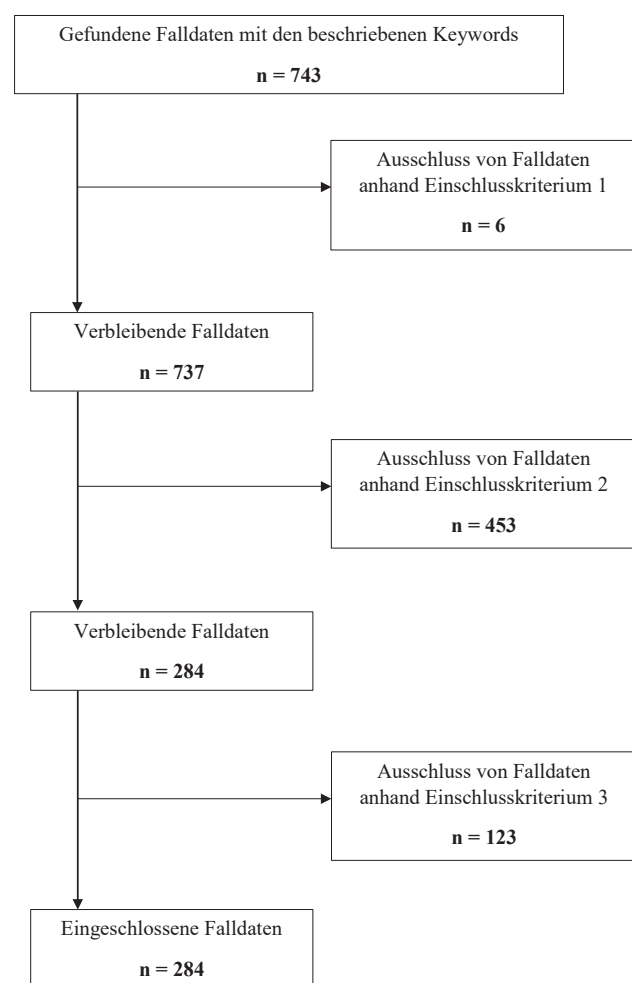 Gefundene Falldaten mit den beschriebenen Keywords
n = 743
Ausschluss von Falldaten
anhand Einschlusskriterium 1
n = 6
Verbleibende Falldaten
n = 737
Ausschluss von Falldaten
anhand Einschlusskriterium 2
n = 453
Verbleibende Falldaten
n = 284
Ausschluss von Falldaten
anhand Einschlusskriterium 3
n = 123
Eingeschlossene Falldaten
n = 284